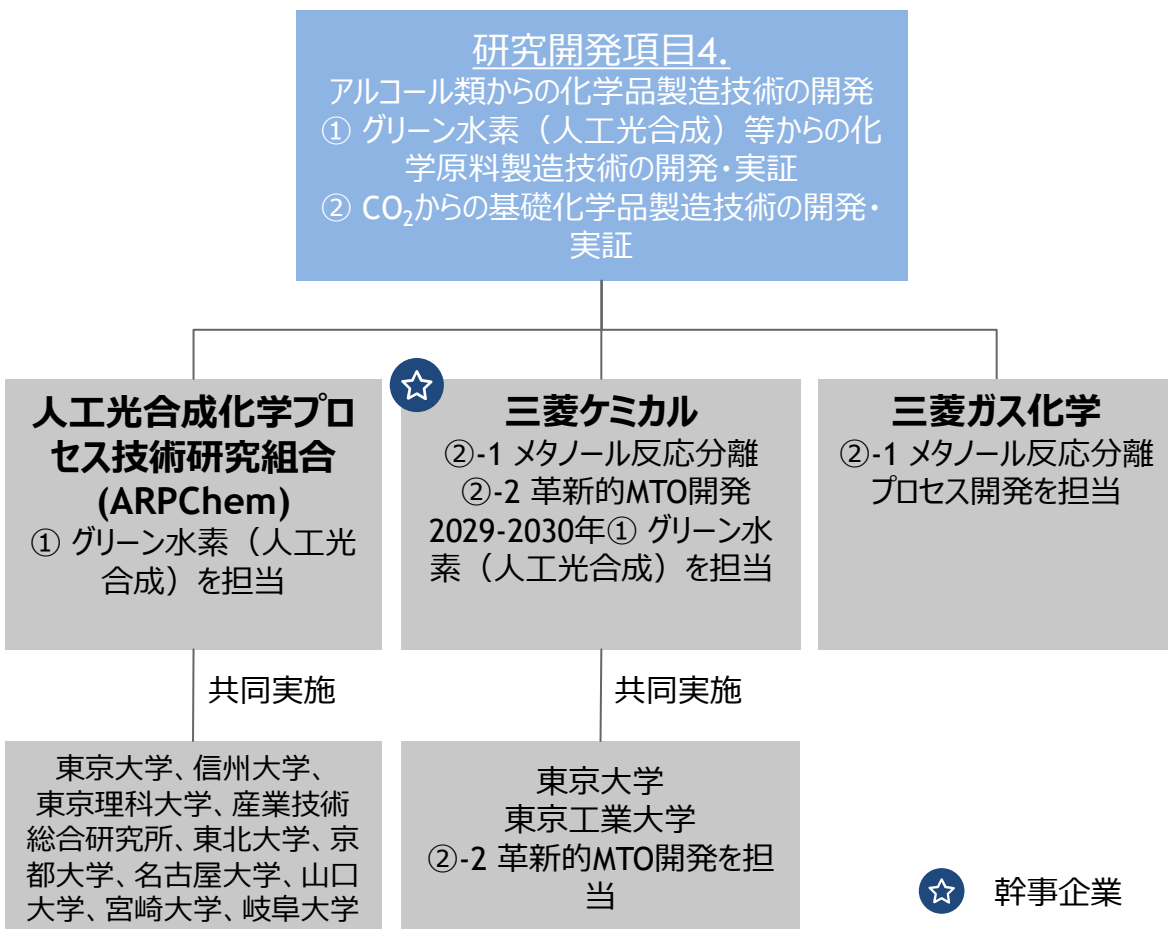 研究開発項目4.
アルコール類からの化学品製造技術の開発
① グリーン水素（人工光合成）等からの化
学原料製造技術の開発・実証
② CO₂からの基礎化学品製造技術の開発・
実証
人工光合成化学プロ
セス技術研究組合
(ARPChem)
① グリーン水素（人工光
合成）を担当
三菱ケミカル
②-1 メタノール反応分離
②-2 革新的MTO開発
2029-2030年① グリーン水
素（人工光合成）を担当
三菱ガス化学
②-1 メタノール反応分離
プロセス開発を担当
共同実施
共同実施
東京大学、信州大学、
東京理科大学、産業技術
総合研究所、東北大学、京
都大学、名古屋大学、山口
大学、宮崎大学、岐阜大学
東京大学
東京工業大学
②-2 革新的MTO開発を担
当
幹事企業